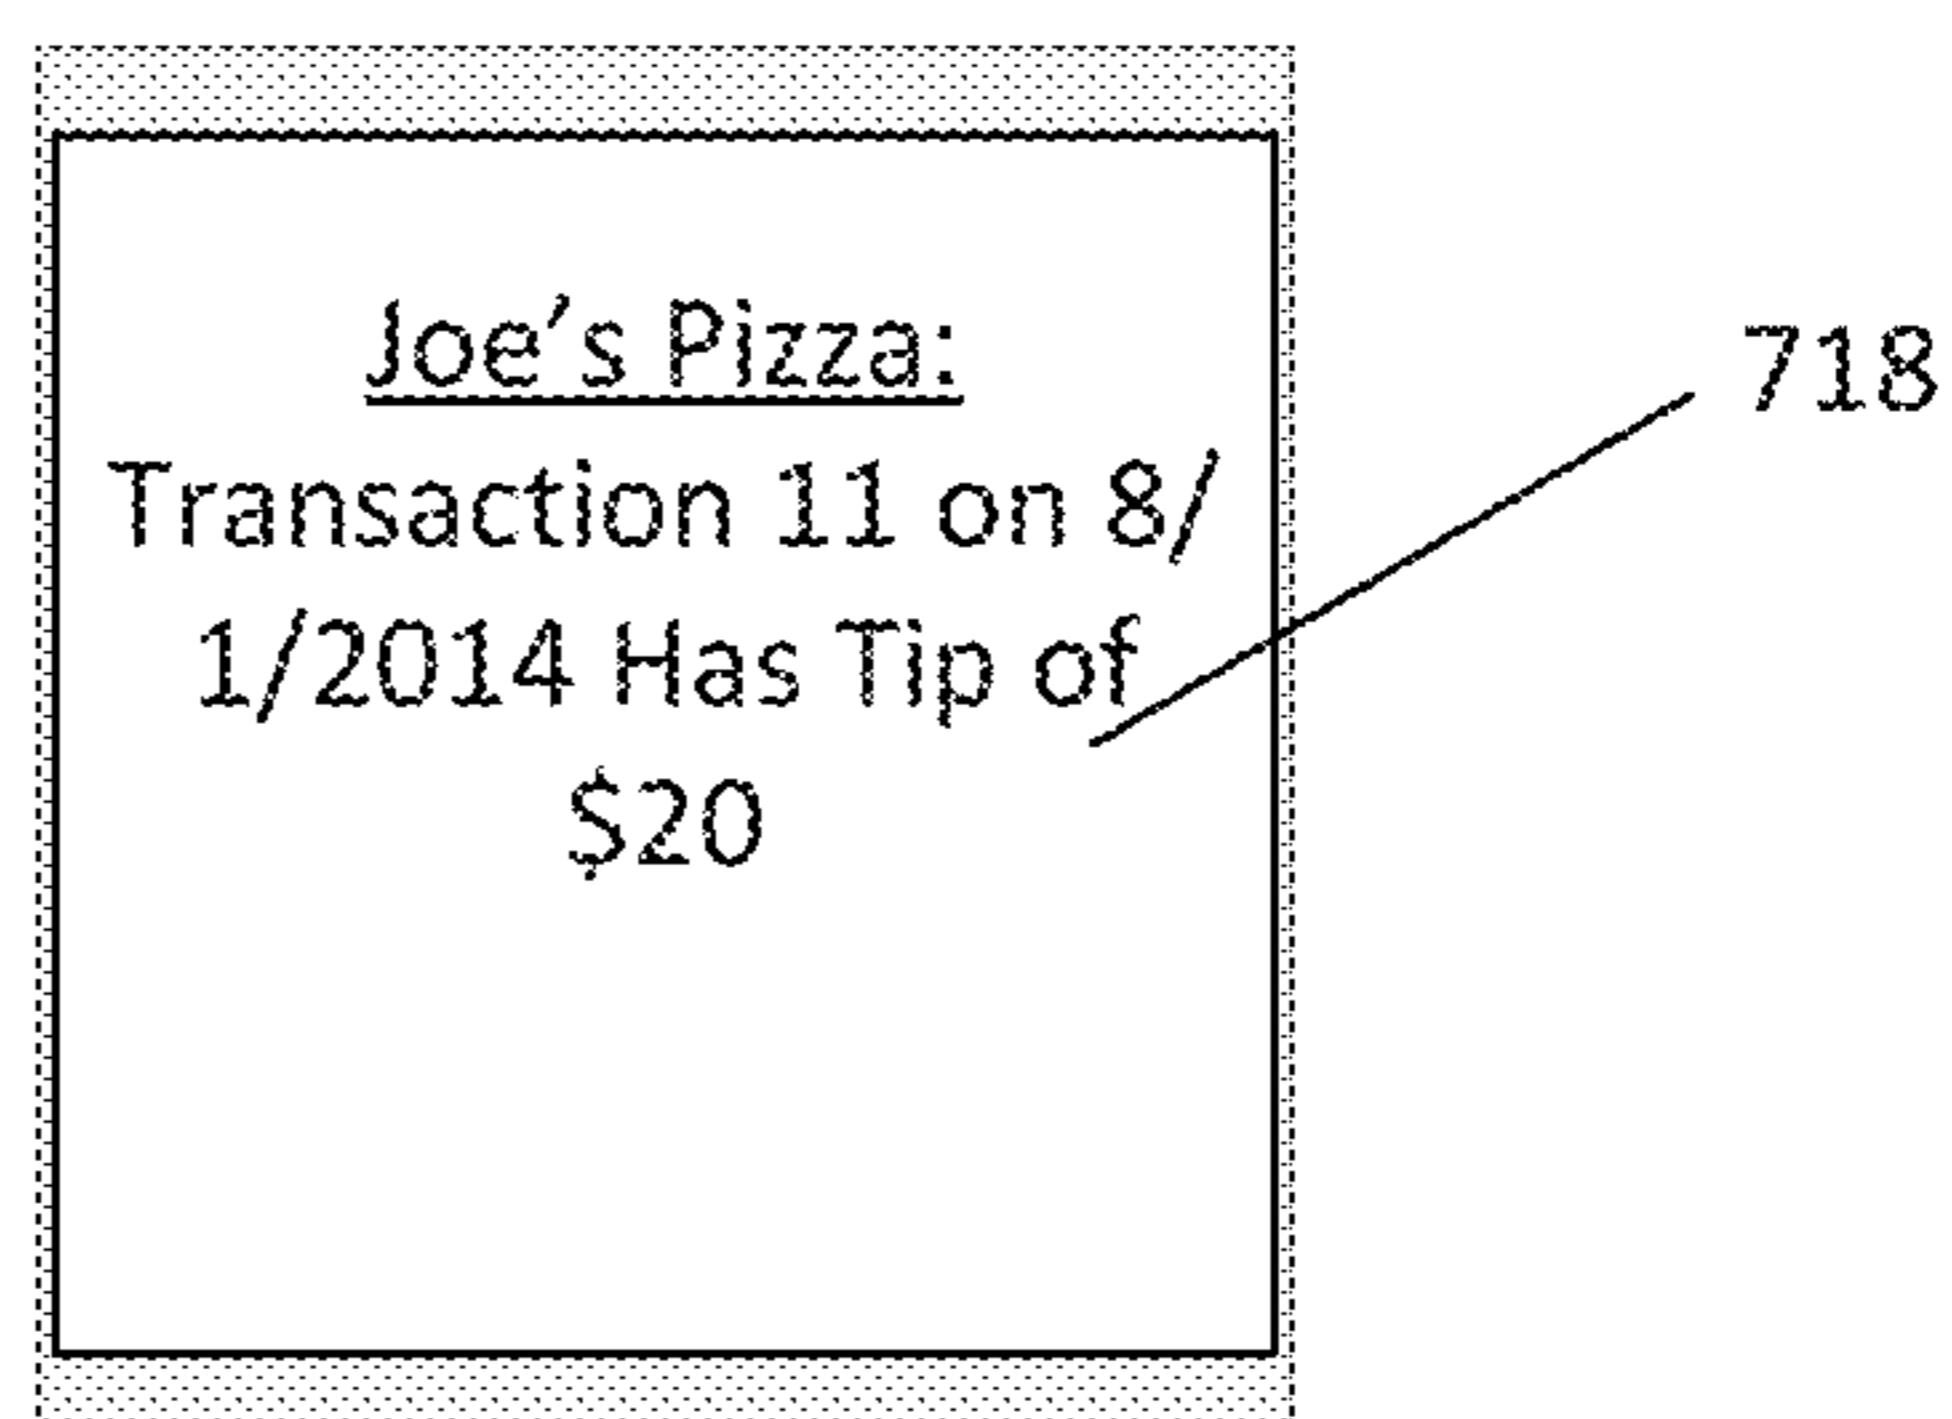 Joe's Pizza:
718
Transaction 11 on 8/
1/2014 Has Tip of
$20